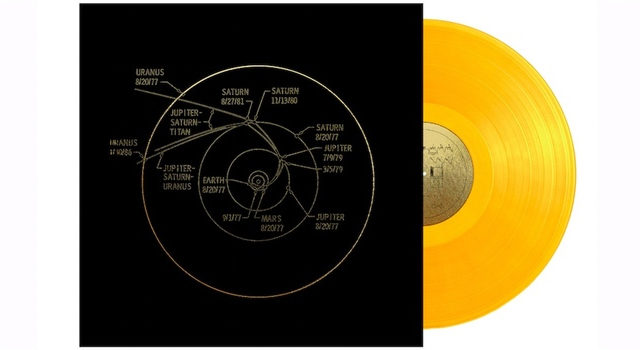 URANUS
8/20/77
SATURN
8/27/81
SATURN
11/13/80
JUPITER-
SATURN-
TITAN
SATURN
8/20/77
URANUS
1/30/86
JUPITER
7/9/79
3/5/79
JUPITER-
SATURN-
URANUS
EARTH
8/20/77
9/1/77
MARS
8/20/77
JUPITER
8/20/77